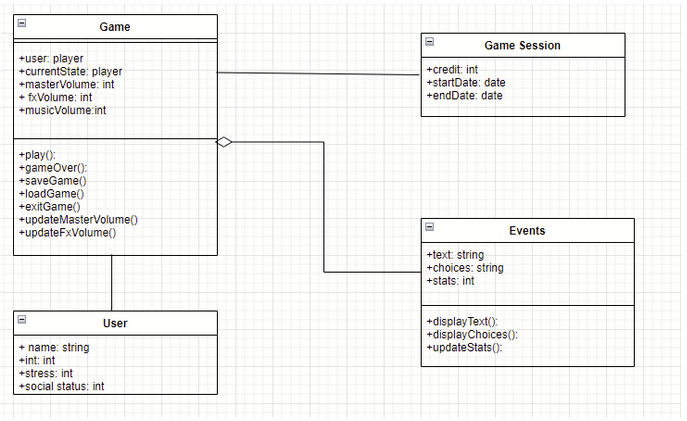 Game
+user: player
+currentState: player
+masterVolume: int
+ fxVolume: int
+musicVolume:int
+play():
+gameOver():
+saveGame()
+loadGame()
+exitGame()
+updateMasterVolume()
+updateFxVolume()
Game Session
+credit: int
+startDate: date
+endDate: date
Events
+text: string
+choices: string
+stats: int
+displayText():
+displayChoices():
+updateStats():
User
+ name: string
+int: int
+stress: int
+social status: int